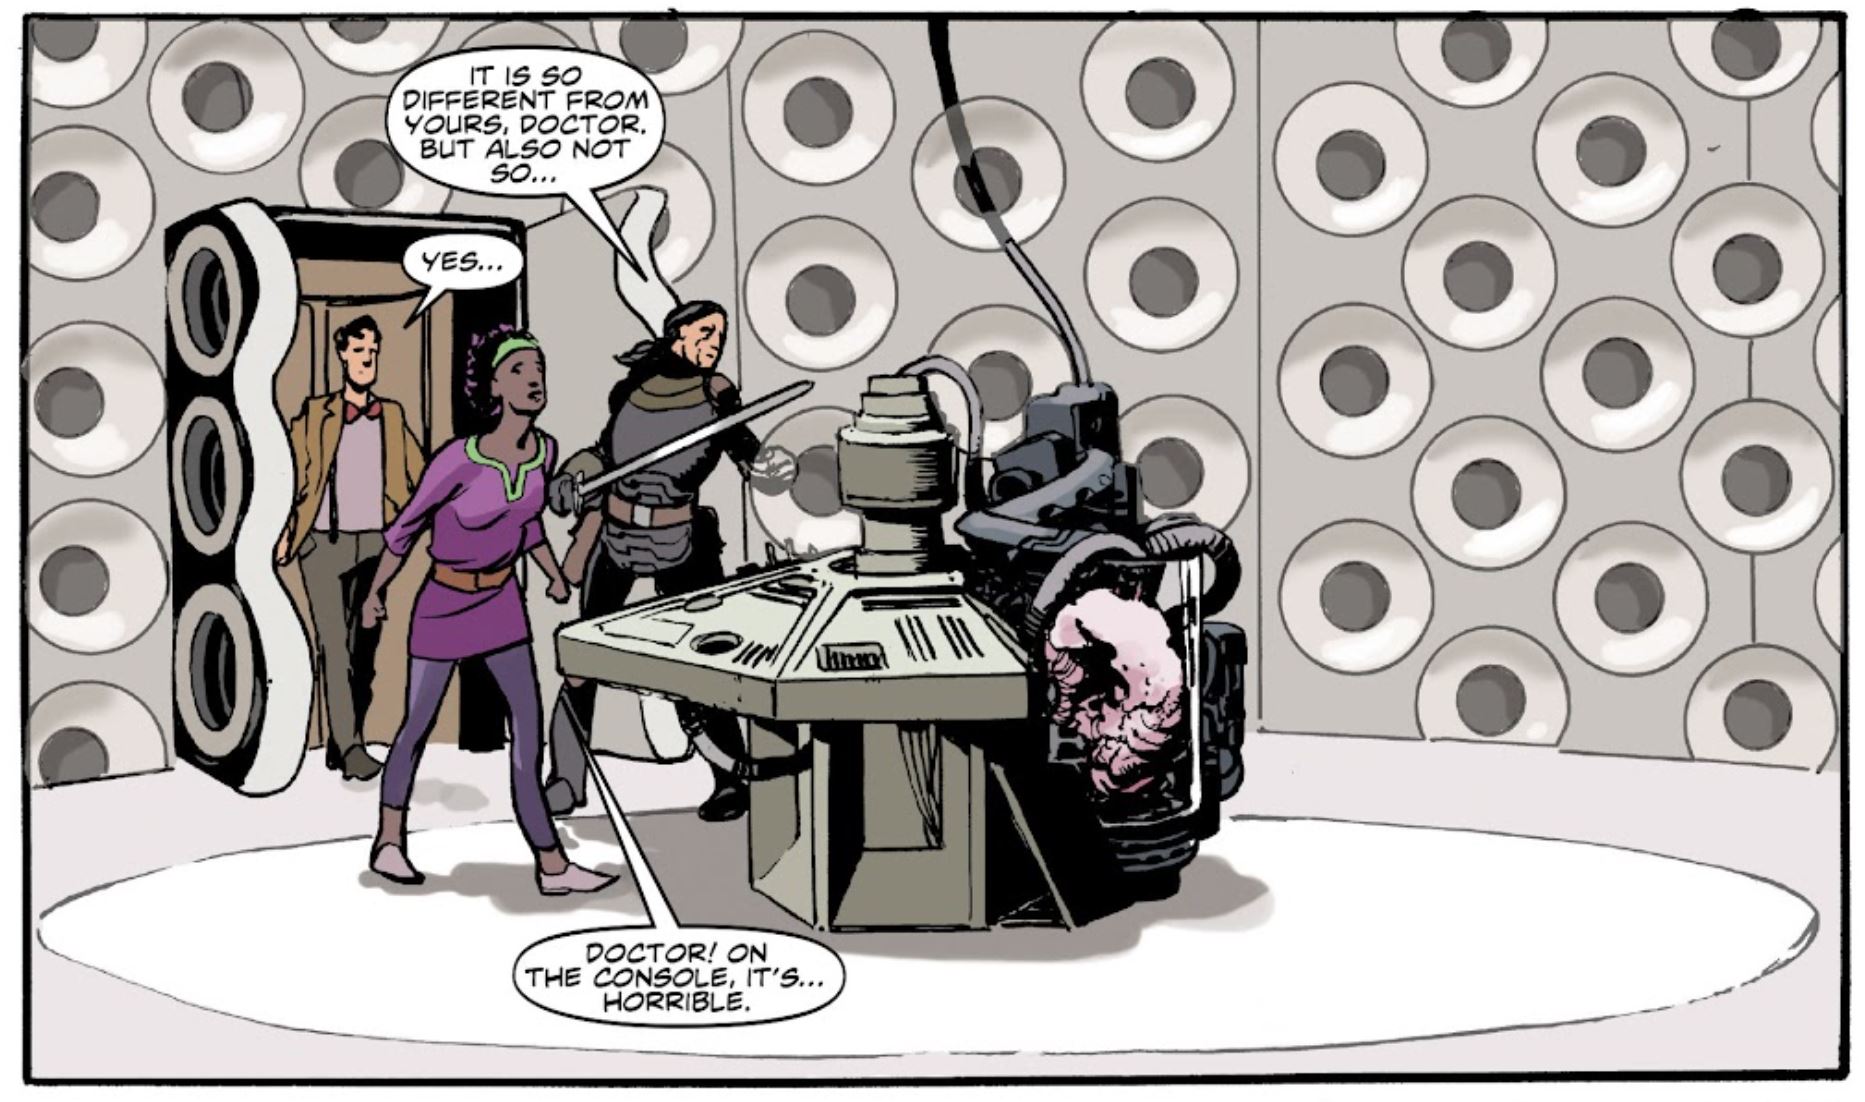 IT IS SO
DIFFERENT FROM
YOURS, DOCTOR.
BUT ALSO NOT
SO...
YES...
DOCTOR! ON
THE CONSOLE, IT'S...
HORRIBLE.